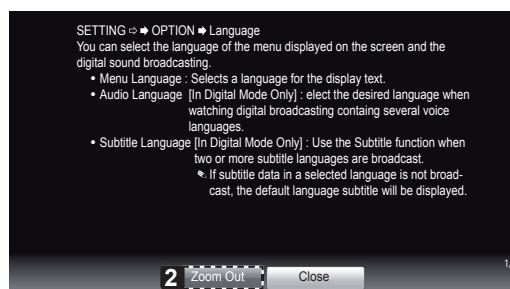 SETTING ⇨ ➡ OPTION ➡ Language
You can select the language of the menu displayed on the screen and the
digital sound broadcasting.
• Menu Language : Selects a language for the display text.
• Audio Language [In Digital Mode Only] : elect the desired language when
watching digital broadcasting containg several voice
languages.
• Subtitle Language [In Digital Mode Only] : Use the Subtitle function when
two or more subtitle languages are broadcast.
✎ If subtitle data in a selected language is not broad-
cast, the default language subtitle will be displayed.
1,
2 Zoom Out Close